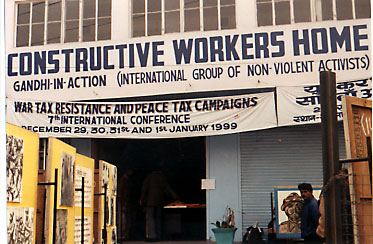 CONSTRUCTIVE WORKERS HOME
GANDHI-IN-ACTION (INTERNATIONAL GROUP OF NON-VIOLENT ACTIVISTS)
WAR TAX RESISTANCE AND PEACE TAX CAMPAIGNS
7th INTERNATIONAL CONFERENCE
DECEMBER 29, 30, 31st AND 1st JANUARY 1999